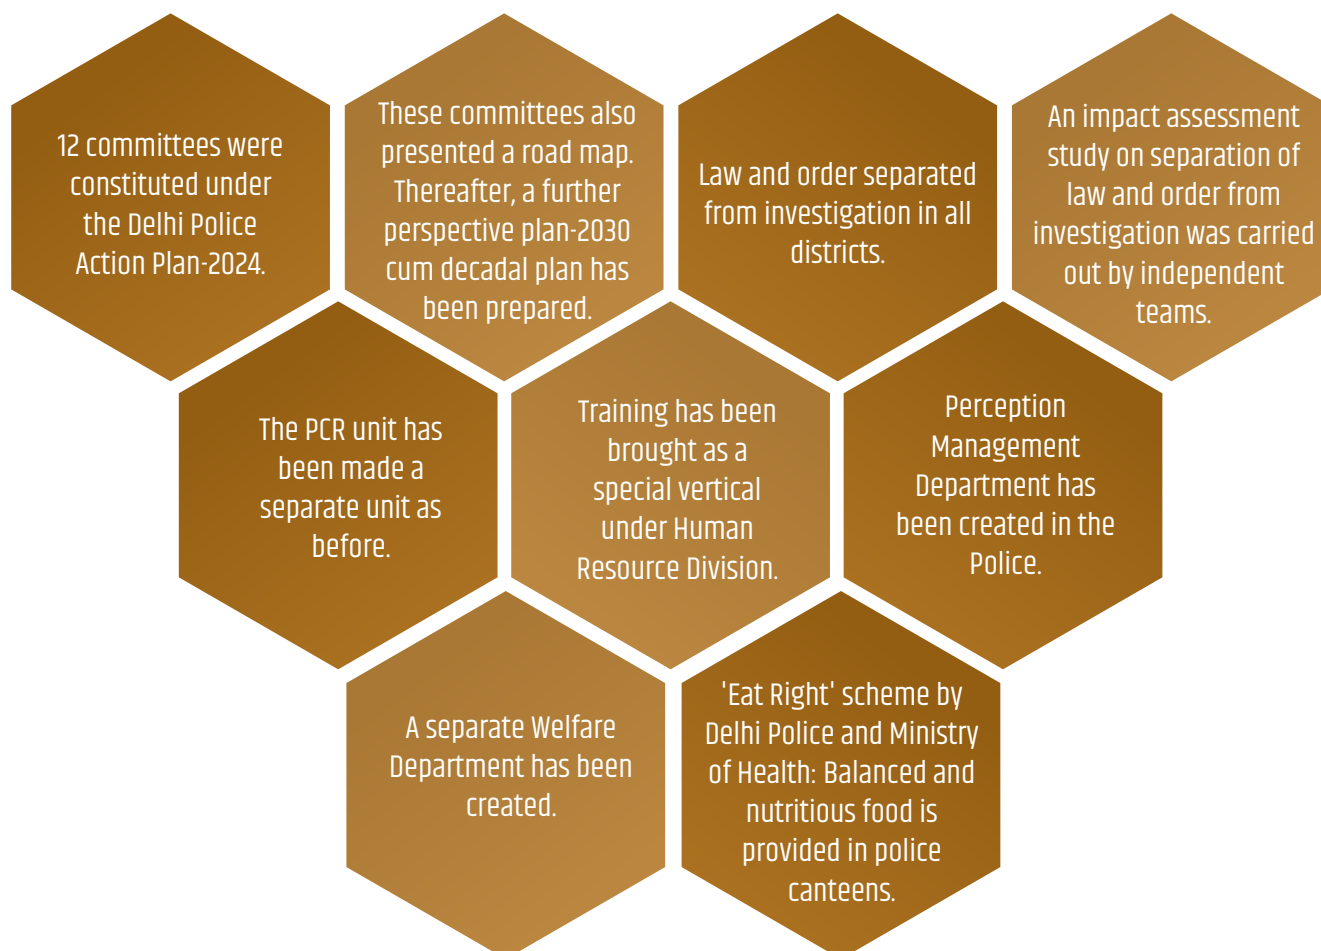 12 committees were
constituted under
the Delhi Police
Action Plan-2024.
These committees also
presented a road map.
Thereafter, a further
perspective plan-2030
cum decadal plan has
been prepared.
Law and order separated
from investigation in all
districts.
An impact assessment
study on separation of
law and order from
investigation was carried
out by independent
teams.
The PCR unit has
been made a
separate unit as
before.
Training has been
brought as a
special vertical
under Human
Resource Division.
Perception
Management
Department has
been created in the
Police.
A separate Welfare
Department has been
created.
'Eat Right' scheme by
Delhi Police and Ministry
of Health: Balanced and
nutritious food is
provided in police
canteens.